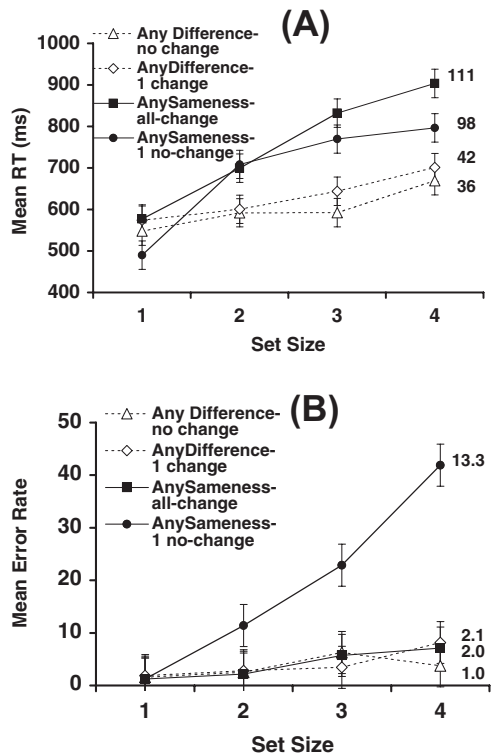 (A)
Any Difference-
no change
AnyDifference-
1 change
AnySameness-
all-change
AnySameness-
1 no-change
1000
900
800
700
600
500
400
Mean RT (ms)
111
98
42
36
1 2 3 4
Set Size
(B)
Any Difference-
no change
AnyDifference-
1 change
AnySameness-
all-change
AnySameness-
1 no-change
50
40
30
20
10
0
Mean Error Rate
13.3
2.1
2.0
1.0
1 2 3 4
Set Size